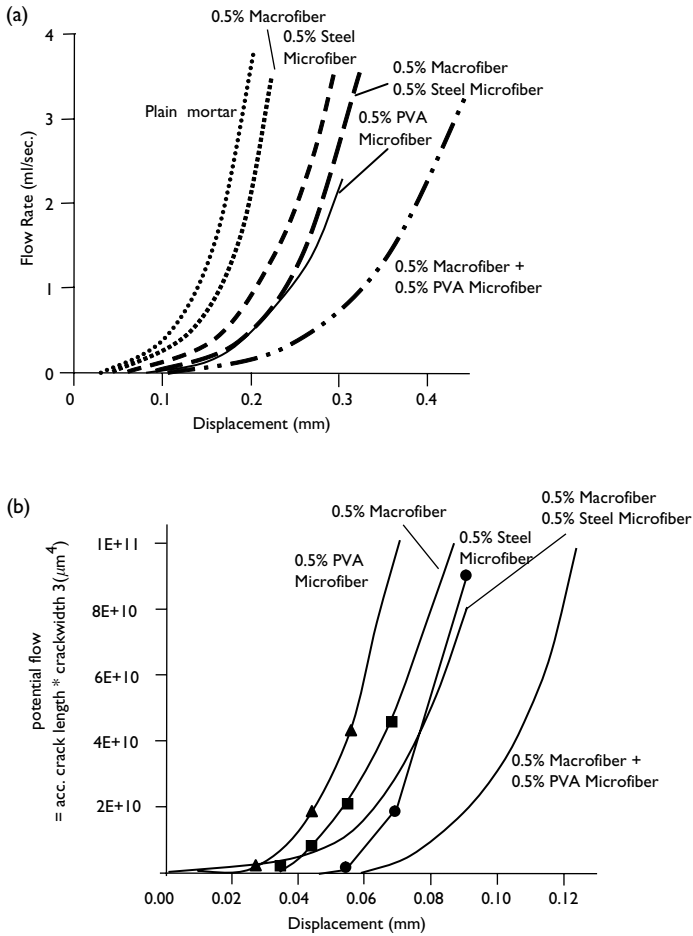 (a)
0.5% Macrofiber
0.5% Steel
Microfiber
0.5% Macrofiber
0.5% Steel Microfiber
Plain mortar
0.5% PVA
Microfiber
0.5% Macrofiber +
0.5% PVA Microfiber
Flow Rate (ml/sec.)
4
3
2
1
0
0
0.1
0.2
0.3
0.4
Displacement (mm)
(b)
0.5% Macrofiber
0.5% Steel Microfiber
0.5% Macrofiber
0.5% Steel
Microfiber
0.5% PVA
Microfiber
0.5% Macrofiber +
0.5% PVA Microfiber
potential flow
= acc. crack length * crackwidth 3 (μm⁴)
1E+11
8E+10
6E+10
4E+10
2E+10
0.00
0.02
0.04
0.06
0.08
0.10
0.12
Displacement (mm)